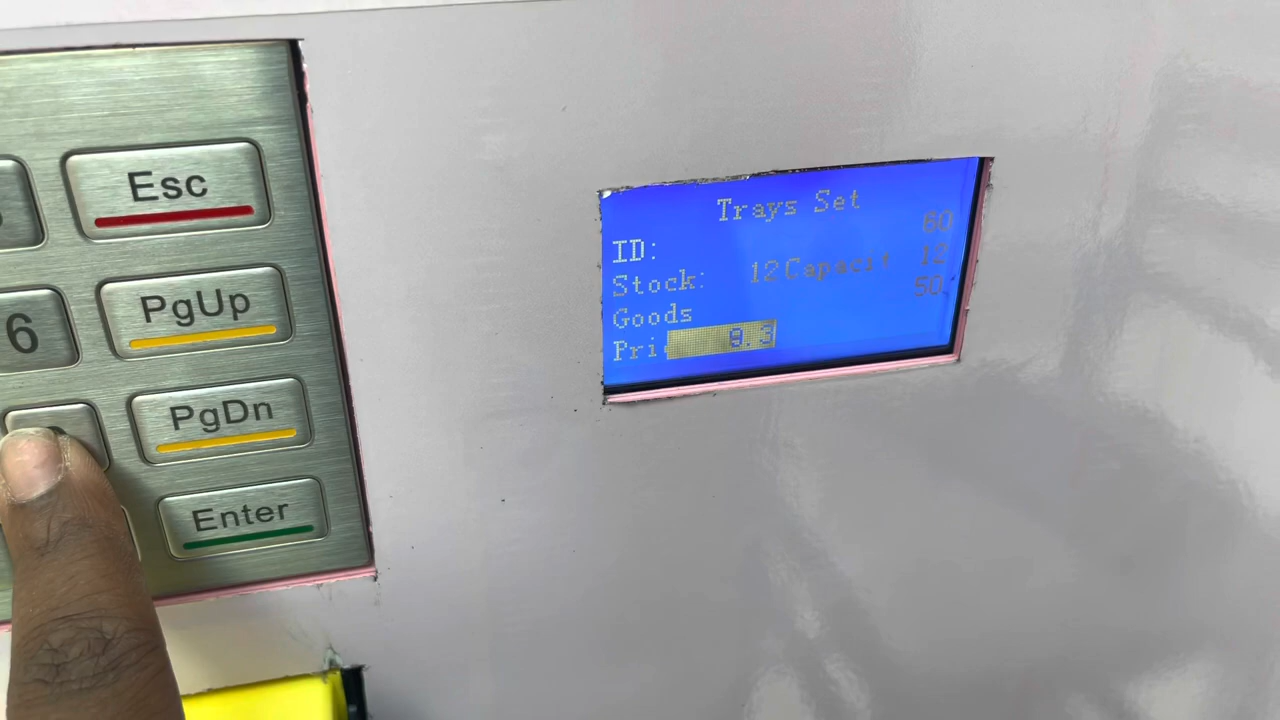 Esc
PgUp
6
PgDn
Enter
Trays Set
ID: 60
Stock: 12 Capacit 12
Goods 50
Pri